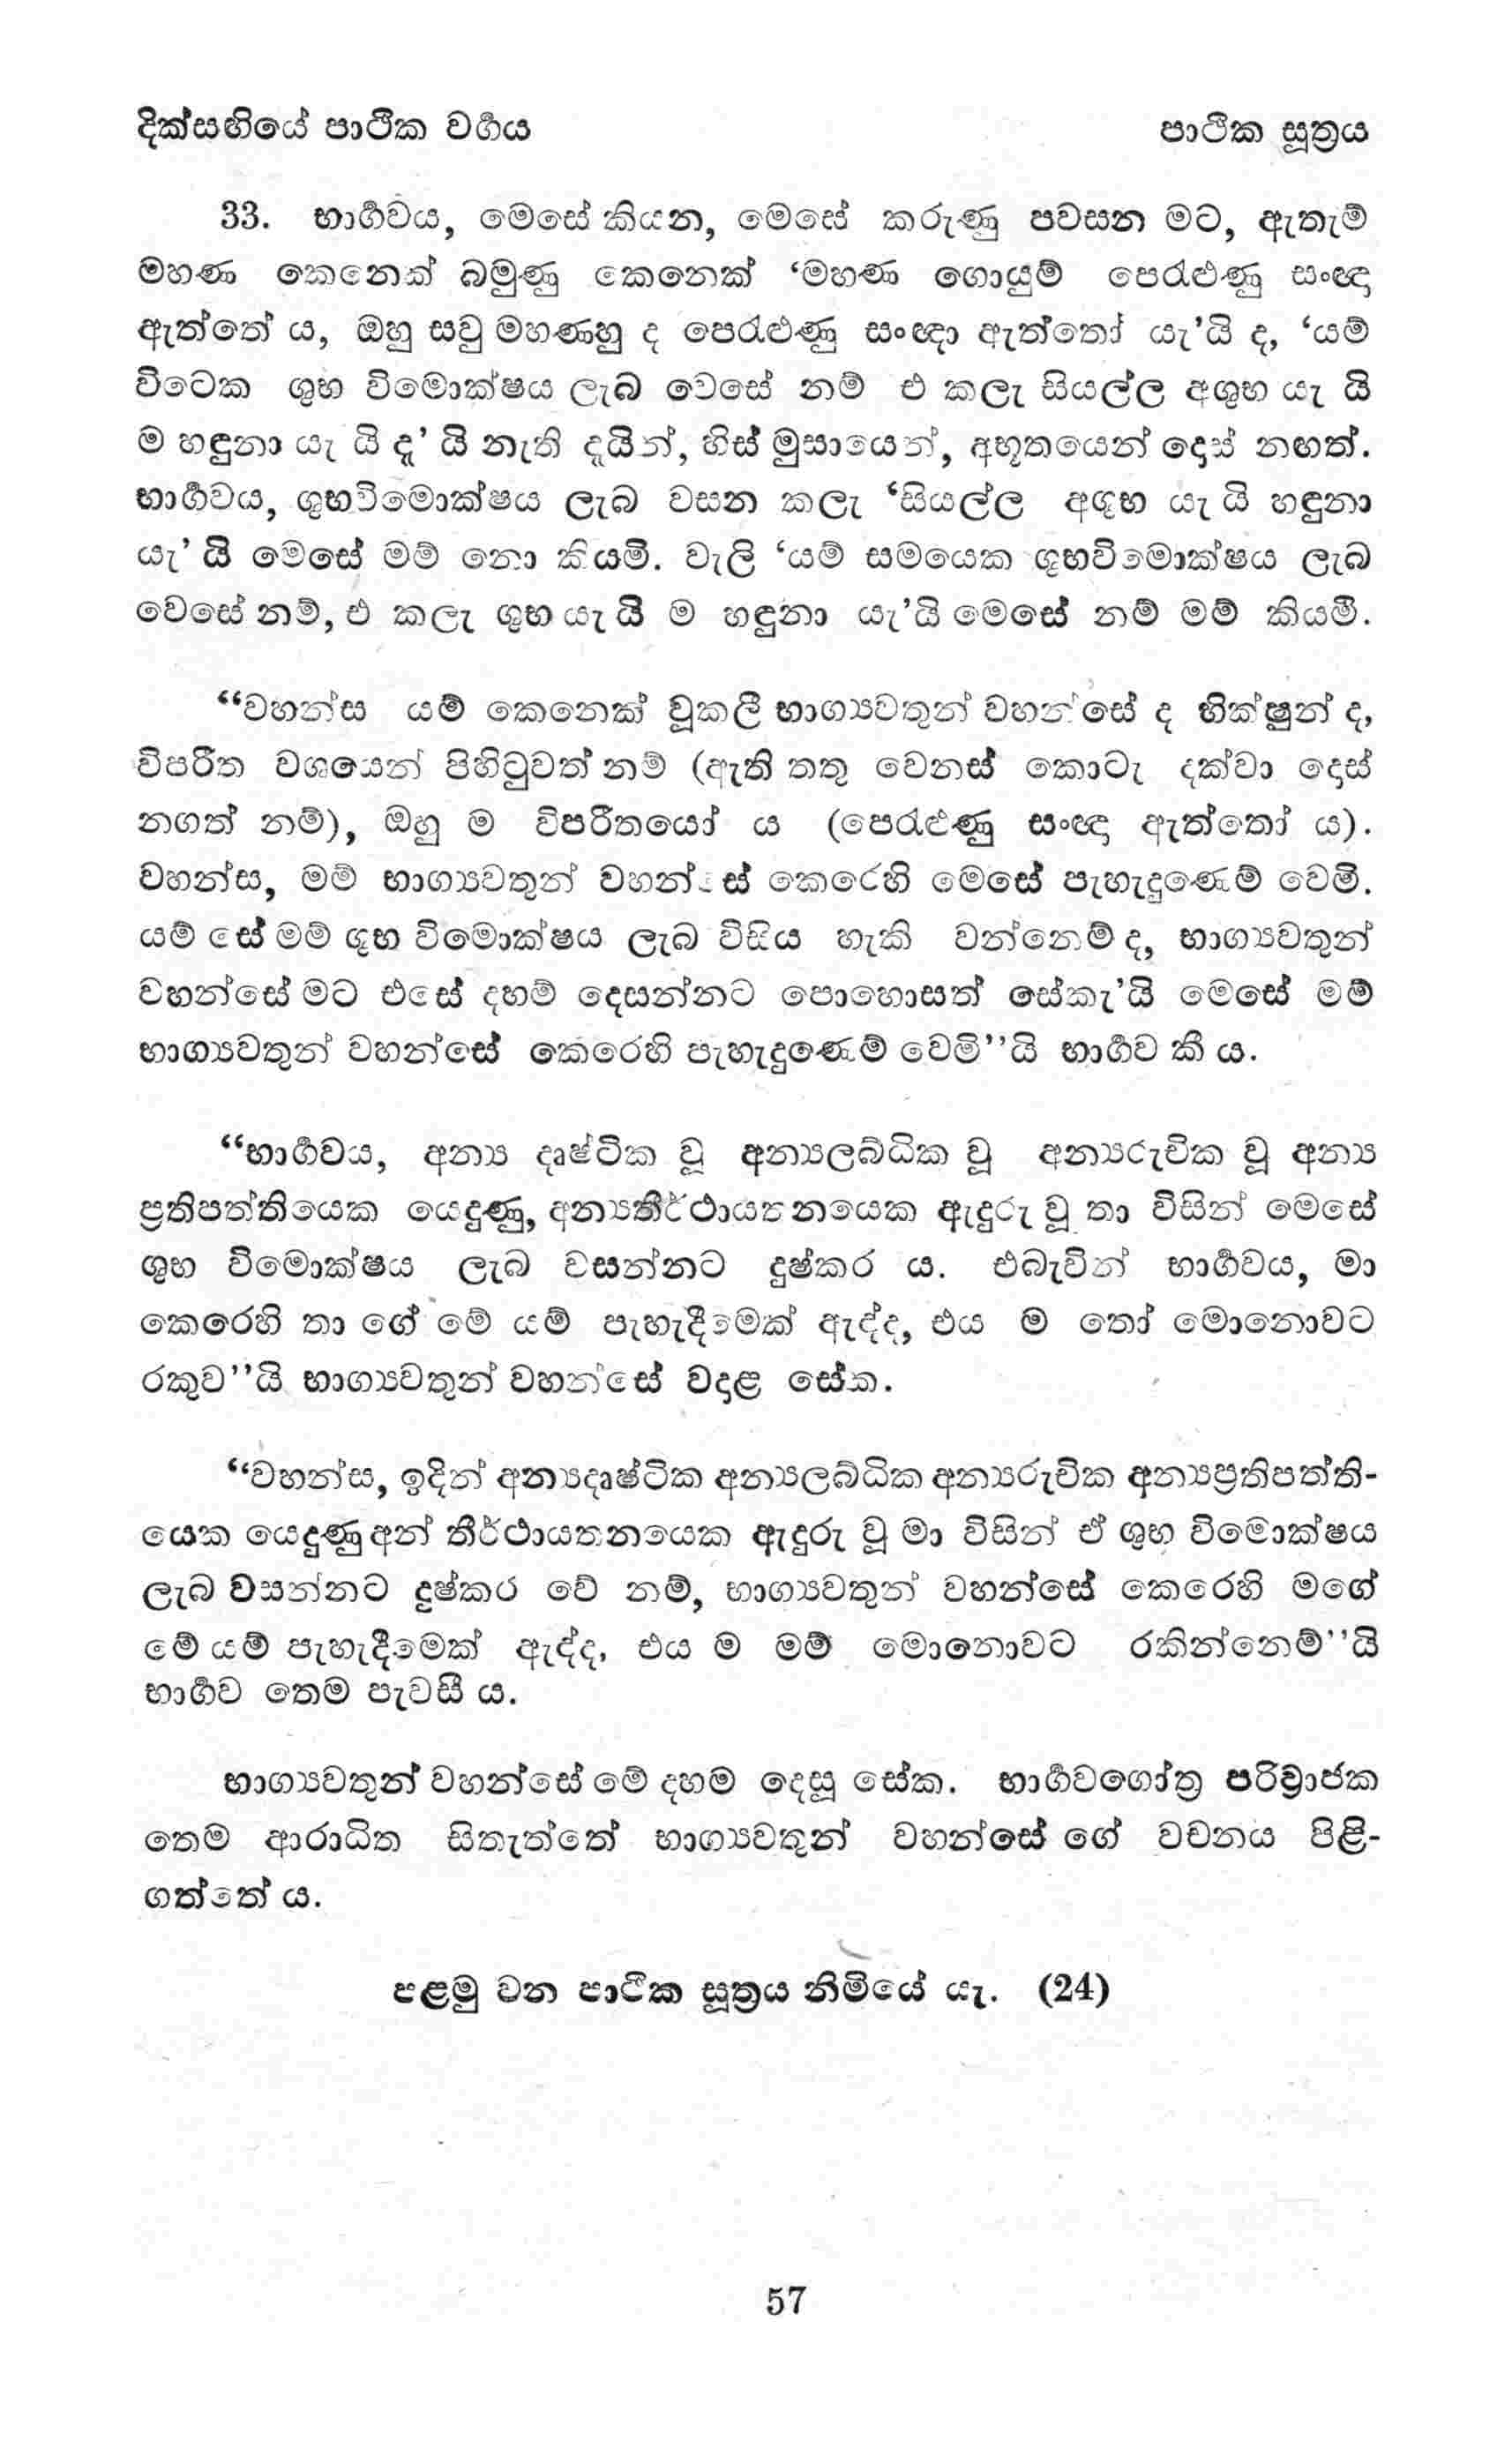 දික්සඟියේ පාථික වර්‍ගය
පාථික සූත්‍රය
33. භාර්‍ගවය, මෙසේ කියන, මෙසේ කරුණු පවසන මට, ඇතැම්
මහණ කෙනෙක් බමුණු කෙනෙක් ‘මහණ ගොයුම් පෙරළුණු සංඥා
ඇත්තේ ය, ඔහු සවු මහණහු ද පෙරළුණු සංඥා ඇත්තෝ යැ’යි ද, ‘යම්
විටෙක ශුභ විමොක්ෂය ලැබ වෙසේ නම් එ කලැ සියල්ල අශුභ යැ යි
ම හඳුනා යැ යි ද’ යි නැති දැයින්, හිස් මුසායෙන්, අභූතයෙන් දොස් නඟත්.
භාර්‍ගවය, ශුභවිමොක්ෂය ලැබ වසන කලැ ‘සියල්ල අශුභ යැ යි හඳුනා
යැ’ යි මෙසේ මම් නො කියමි. වැලි ‘යම් සමයෙක ශුභවිමොක්ෂය ලැබ
වෙසේ නම්, එ කලැ ශුභ යැ යි ම හඳුනා යැ’යි මෙසේ නම් මම් කියමි.
“වහන්ස යම් කෙනෙක් වූකලී භාග්‍යවතුන් වහන්සේ ද භික්ෂූන් ද,
විපරීත වශයෙන් පිහිටුවත් නම් (ඇති තතු වෙනස් කොටැ දක්වා දොස්
නගත් නම්), ඔහු ම විපරීතයෝ ය (පෙරළුණු සංඥා ඇත්තෝ ය).
වහන්ස, මම් භාග්‍යවතුන් වහන්සේ කෙරෙහි මෙසේ පැහැදුණෙම් වෙමි.
යම් සේ මම් ශුභ විමොක්ෂය ලැබ විසිය හැකි වන්නෙම් ද, භාග්‍යවතුන්
වහන්සේ මට එසේ දහම් දෙසන්නට පොහොසත් සේකැ’යි මෙසේ මම්
භාග්‍යවතුන් වහන්සේ කෙරෙහි පැහැදුණෙම් වෙමි”යි භාර්‍ගව කී ය.
“භාර්‍ගවය, අන්‍ය දෘෂ්ටික වූ අන්‍යලබ්ධික වූ අන්‍යරුචික වූ අන්‍ය
ප්‍රතිපත්තියෙක යෙදුණු, අන්‍යතීර්ථායතනයෙක ඇදුරු වූ තා විසින් මෙසේ
ශුභ විමොක්ෂය ලැබ වසන්නට දුෂ්කර ය. එබැවින් භාර්‍ගවය, මා
කෙරෙහි තා ගේ මේ යම් පැහැදීමෙක් ඇද්ද, එය ම තෝ මොනොවට
රකුව”යි භාග්‍යවතුන් වහන්සේ වදළ සේක.
“වහන්ස, ඉදින් අන්‍යදෘෂ්ටික අන්‍යලබ්ධික අන්‍යරුචික අන්‍යප්‍රතිපත්ති-
යෙක යෙදුණු අන් තීර්ථායතනයෙක ඇදුරු වූ මා විසින් ඒ ශුභ විමොක්ෂය
ලැබ වසන්නට දුෂ්කර වේ නම්, භාග්‍යවතුන් වහන්සේ කෙරෙහි මගේ
මේ යම් පැහැදීමෙක් ඇද්ද, එය ම මම් මොනොවට රකින්නෙම්”යි
භාර්‍ගව තෙම පැවසී ය.
භාග්‍යවතුන් වහන්සේ මේ දහම දෙසූ සේක. භාර්‍ගවගෝත්‍ර පරිව්‍රාජක
තෙම ආරාධිත සිතැත්තේ භාග්‍යවතුන් වහන්සේ ගේ වචනය පිළි-
ගත්තේ ය.
පළමු වන පාටික සූත්‍රය නිමියේ යැ. (24)
57